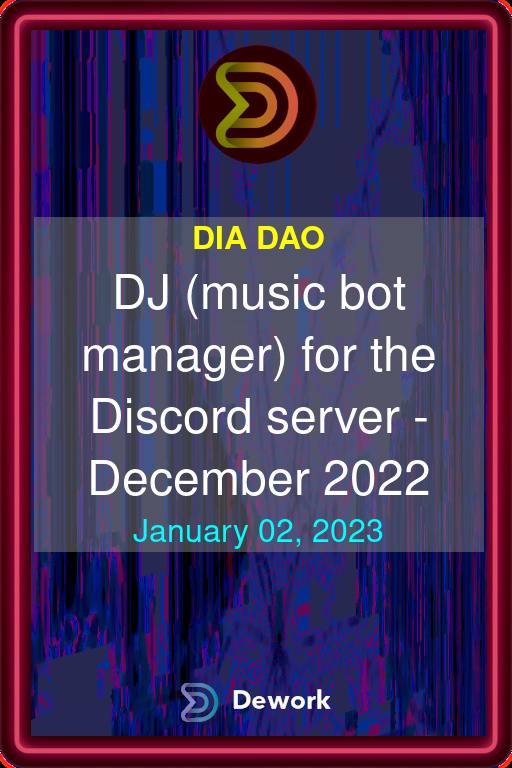 DIA DAO
DJ (music bot
manager) for the
Discord server -
December 2022
January 02, 2023
Dework